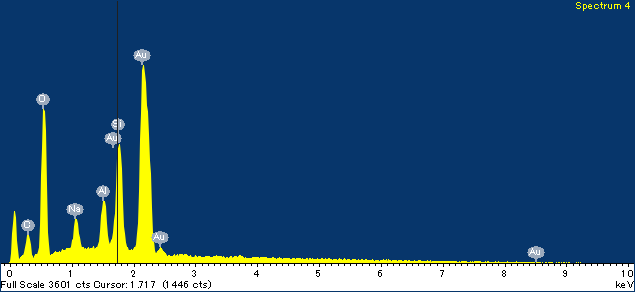 Spectrum 4
Au
O
Si
Au
Al
Na
C
Au
Au
0 1 2 3 4 5 6 7 8 9 10
Full Scale 3601 cts Cursor: 1.717 (1446 cts) keV